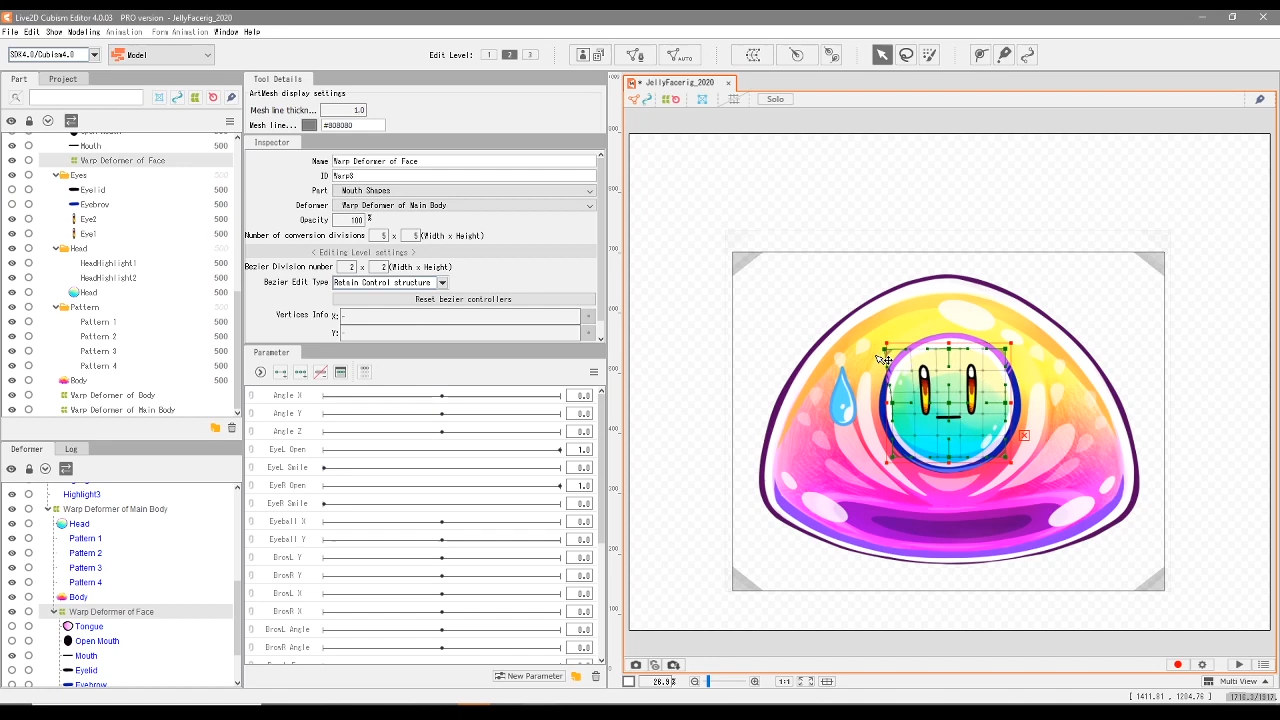 Live2D Cubism Editor 4.0.03 PRO version - JellyFacerig_2020
File Edit Show Modeling Animation Form Animation Window Help
SDK4.0/Cubism4.0 Model Edit Level: 1 2 3
AUTO
Part Project
Mouth 500
Warp Deformer of Face 500
Eyes 500
Eyelid 500
Eyebrov 500
Eye2 500
Eye1 500
Head 500
HeadHighlight1 500
HeadHighlight2 500
Head 500
Pattern 500
Pattern 1 500
Pattern 2 500
Pattern 3 500
Pattern 4 500
Body 500
Warp Deformer of Body 500
Warp Deformer of Main Body 500
Deformer Log
Highlight3
Warp Deformer of Main Body
Head
Pattern 1
Pattern 2
Pattern 3
Pattern 4
Body
Warp Deformer of Face
Tongue
Open Mouth
Mouth
Eyelid
Eyebrow
Tool Details
ArtMesh display settings
Mesh line thickn... 1.0
Mesh line... #808080
Inspector
Name Warp Deformer of Face
ID Warp3
Part Mouth Shapes
Deformer Warp Deformer of Main Body
Opacity 100 %
Number of conversion divisions 5 x 5 (Width x Height)
< Editing Level settings >
Bezier Division number 2 x 2 (Width x Height)
Bezier Edit Type Retain Control structure
Reset bezier controllers
Vertices Info X: -
Y: -
Parameter
Angle X 0.0
Angle Y 0.0
Angle Z 0.0
EyeL Open 1.0
EyeL Smile 0.0
EyeR Open 1.0
EyeR Smile 0.0
Eyeball X 0.0
Eyeball Y 0.0
BrowL Y 0.0
BrowR Y 0.0
BrowL X 0.0
BrowR X 0.0
BrowL Angle 0.0
BrowR Angle 0.0
New Parameter
* JellyFacerig_2020 ×
Solo
1:1
Multi View
[ 1411.81 , 1204.76 ]